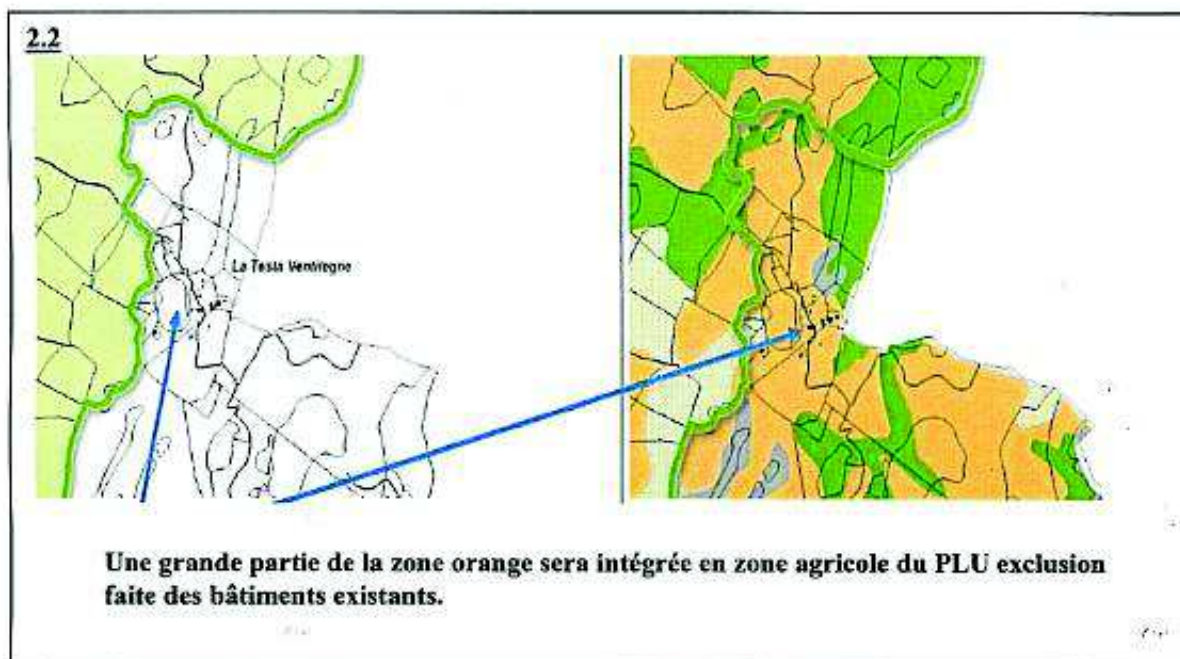 2.2
La Testa Ventilegne
Une grande partie de la zone orange sera intégrée en zone agricole du PLU exclusion
faite des bâtiments existants.